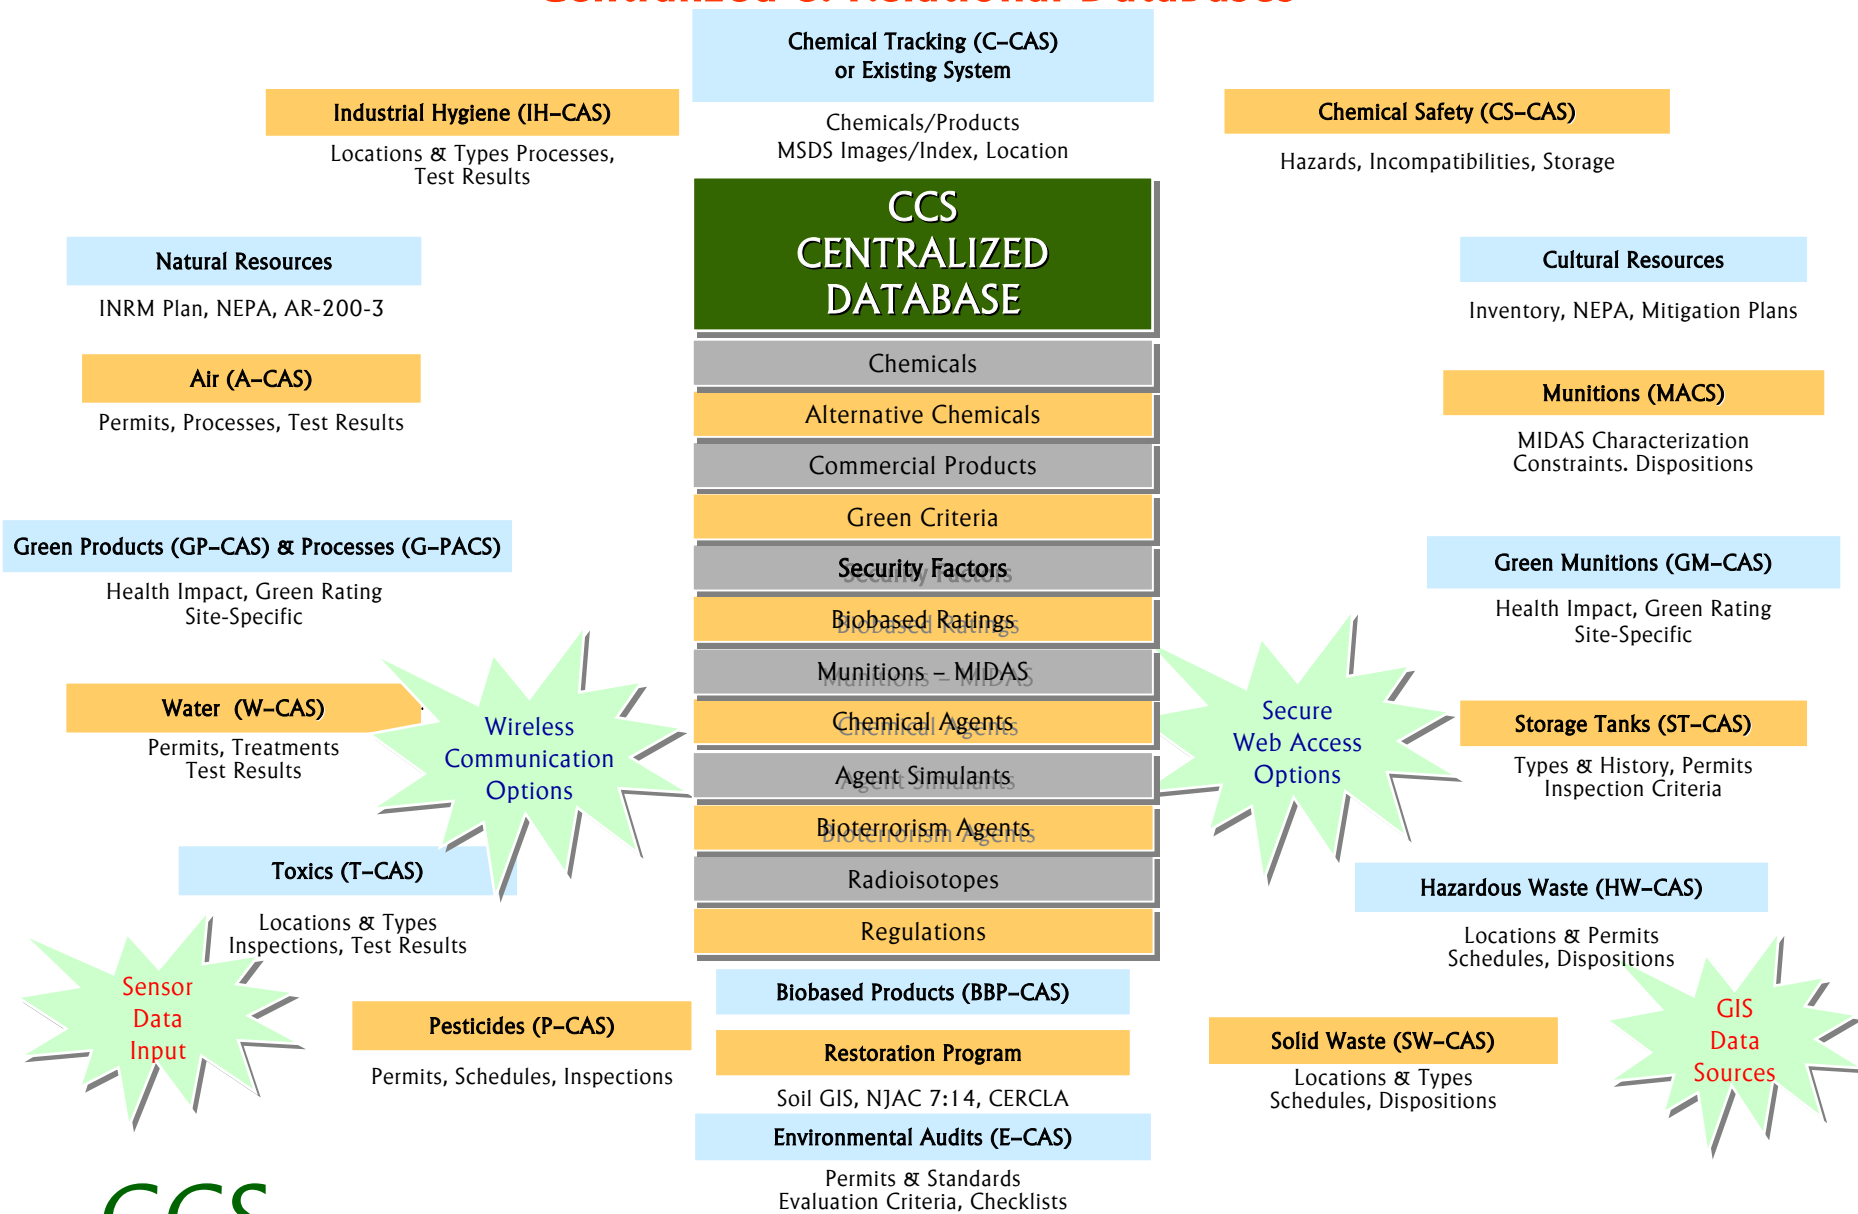 Centralized & Relational Databases
Chemical Tracking (C–CAS)
or Existing System
Chemicals/Products
MSDS Images/Index, Location
Industrial Hygiene (IH–CAS)
Locations & Types Processes,
Test Results
Chemical Safety (CS–CAS)
Hazards, Incompatibilities, Storage
CCS
CENTRALIZED
DATABASE
Natural Resources
INRM Plan, NEPA, AR-200-3
Cultural Resources
Inventory, NEPA, Mitigation Plans
Air (A–CAS)
Permits, Processes, Test Results
Munitions (MACS)
MIDAS Characterization
Constraints. Dispositions
Chemicals
Alternative Chemicals
Commercial Products
Green Criteria
Security Factors
Biobased Ratings
Munitions – MIDAS
Chemical Agents
Agent Simulants
Bioterrorism Agents
Radioisotopes
Regulations
Green Products (GP–CAS) & Processes (G–PACS)
Health Impact, Green Rating
Site-Specific
Green Munitions (GM–CAS)
Health Impact, Green Rating
Site-Specific
Water (W–CAS)
Permits, Treatments
Test Results
Wireless
Communication
Options
Secure
Web Access
Options
Storage Tanks (ST–CAS)
Types & History, Permits
Inspection Criteria
Toxics (T–CAS)
Locations & Types
Inspections, Test Results
Hazardous Waste (HW–CAS)
Locations & Permits
Schedules, Dispositions
Sensor
Data
Input
Pesticides (P–CAS)
Permits, Schedules, Inspections
Biobased Products (BBP–CAS)
Restoration Program
Soil GIS, NJAC 7:14, CERCLA
Environmental Audits (E–CAS)
Permits & Standards
Evaluation Criteria, Checklists
Solid Waste (SW–CAS)
Locations & Types
Schedules, Dispositions
GIS
Data
Sources
CCS